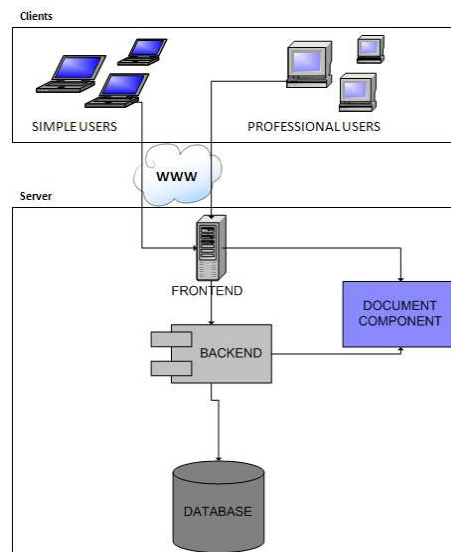 Clients
SIMPLE USERS
PROFESSIONAL USERS
WWW
Server
FRONTEND
DOCUMENT
COMPONENT
BACKEND
DATABASE